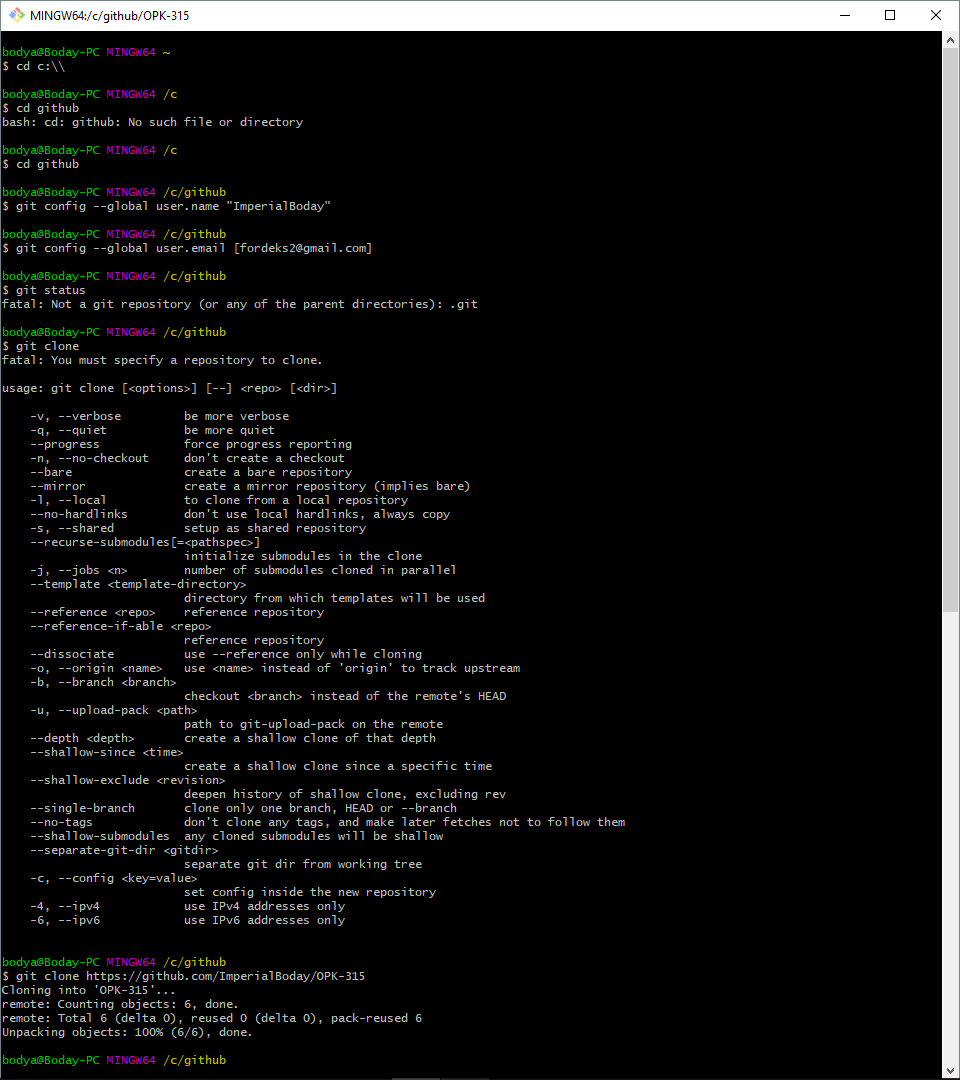 MINGW64:/c/github/OPK-315
bodya@Boday-PC MINGW64 ~
$ cd c:\\
bodya@Boday-PC MINGW64 /c
$ cd github
bash: cd: github: No such file or directory
bodya@Boday-PC MINGW64 /c
$ cd github
bodya@Boday-PC MINGW64 /c/github
$ git config --global user.name "ImperialBoday"
bodya@Boday-PC MINGW64 /c/github
$ git config --global user.email [fordeks2@gmail.com]
bodya@Boday-PC MINGW64 /c/github
$ git status
fatal: Not a git repository (or any of the parent directories): .git
bodya@Boday-PC MINGW64 /c/github
$ git clone
fatal: You must specify a repository to clone.
usage: git clone [<options>] [--] <repo> [<dir>]
-v, --verbose be more verbose
-q, --quiet be more quiet
--progress force progress reporting
-n, --no-checkout don't create a checkout
--bare create a bare repository
--mirror create a mirror repository (implies bare)
-l, --local to clone from a local repository
--no-hardlinks don't use local hardlinks, always copy
-s, --shared setup as shared repository
--recurse-submodules[=<pathspec>]
initialize submodules in the clone
-j, --jobs <n> number of submodules cloned in parallel
--template <template-directory>
directory from which templates will be used
--reference <repo> reference repository
--reference-if-able <repo>
reference repository
--dissociate use --reference only while cloning
-o, --origin <name> use <name> instead of 'origin' to track upstream
-b, --branch <branch>
checkout <branch> instead of the remote's HEAD
-u, --upload-pack <path>
path to git-upload-pack on the remote
--depth <depth> create a shallow clone of that depth
--shallow-since <time>
create a shallow clone since a specific time
--shallow-exclude <revision>
deepen history of shallow clone, excluding rev
--single-branch clone only one branch, HEAD or --branch
--no-tags don't clone any tags, and make later fetches not to follow them
--shallow-submodules any cloned submodules will be shallow
--separate-git-dir <gitdir>
separate git dir from working tree
-c, --config <key=value>
set config inside the new repository
-4, --ipv4 use IPv4 addresses only
-6, --ipv6 use IPv6 addresses only
bodya@Boday-PC MINGW64 /c/github
$ git clone https://github.com/ImperialBoday/OPK-315
Cloning into 'OPK-315'...
remote: Counting objects: 6, done.
remote: Total 6 (delta 0), reused 0 (delta 0), pack-reused 6
Unpacking objects: 100% (6/6), done.
bodya@Boday-PC MINGW64 /c/github